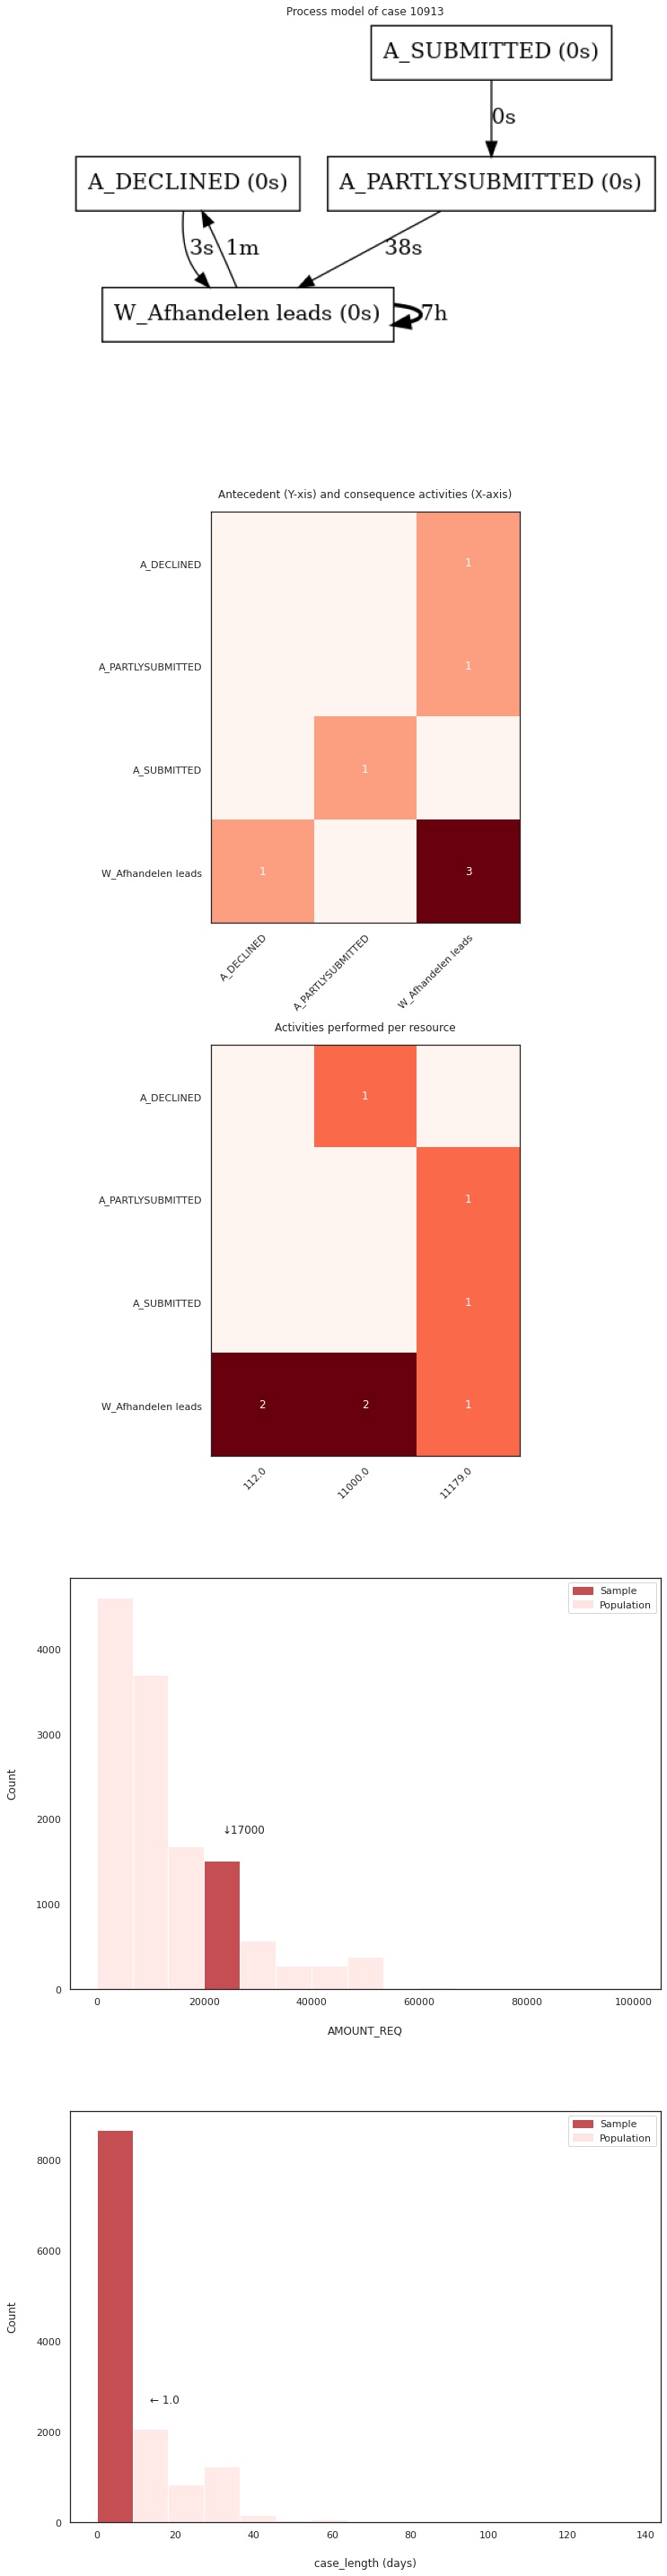 Process model of case 10913
A_SUBMITTED (0s)
0s
A_DECLINED (0s)
A_PARTLYSUBMITTED (0s)
3s
1m
38s
W_Afhandelen leads (0s)
7h
Antecedent (Y-xis) and consequence activities (X-axis)
A_DECLINED
1
A_PARTLYSUBMITTED
1
A_SUBMITTED
1
W_Afhandelen leads
1
3
A_DECLINED
A_PARTLYSUBMITTED
W_Afhandelen leads
Activities performed per resource
A_DECLINED
1
A_PARTLYSUBMITTED
1
A_SUBMITTED
1
W_Afhandelen leads
2
2
1
112.0
11000.0
11179.0
Sample
Population
4000
3000
2000
1000
0
Count
↓17000
0
20000
40000
60000
80000
100000
AMOUNT_REQ
Sample
Population
8000
6000
4000
2000
0
Count
← 1.0
0
20
40
60
80
100
120
140
case_length (days)